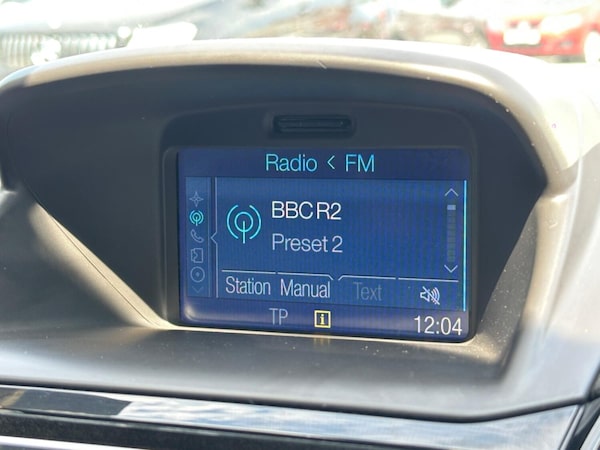 Radio < FM
BBC R2
Preset 2
Station Manual Text
TP i 12:04